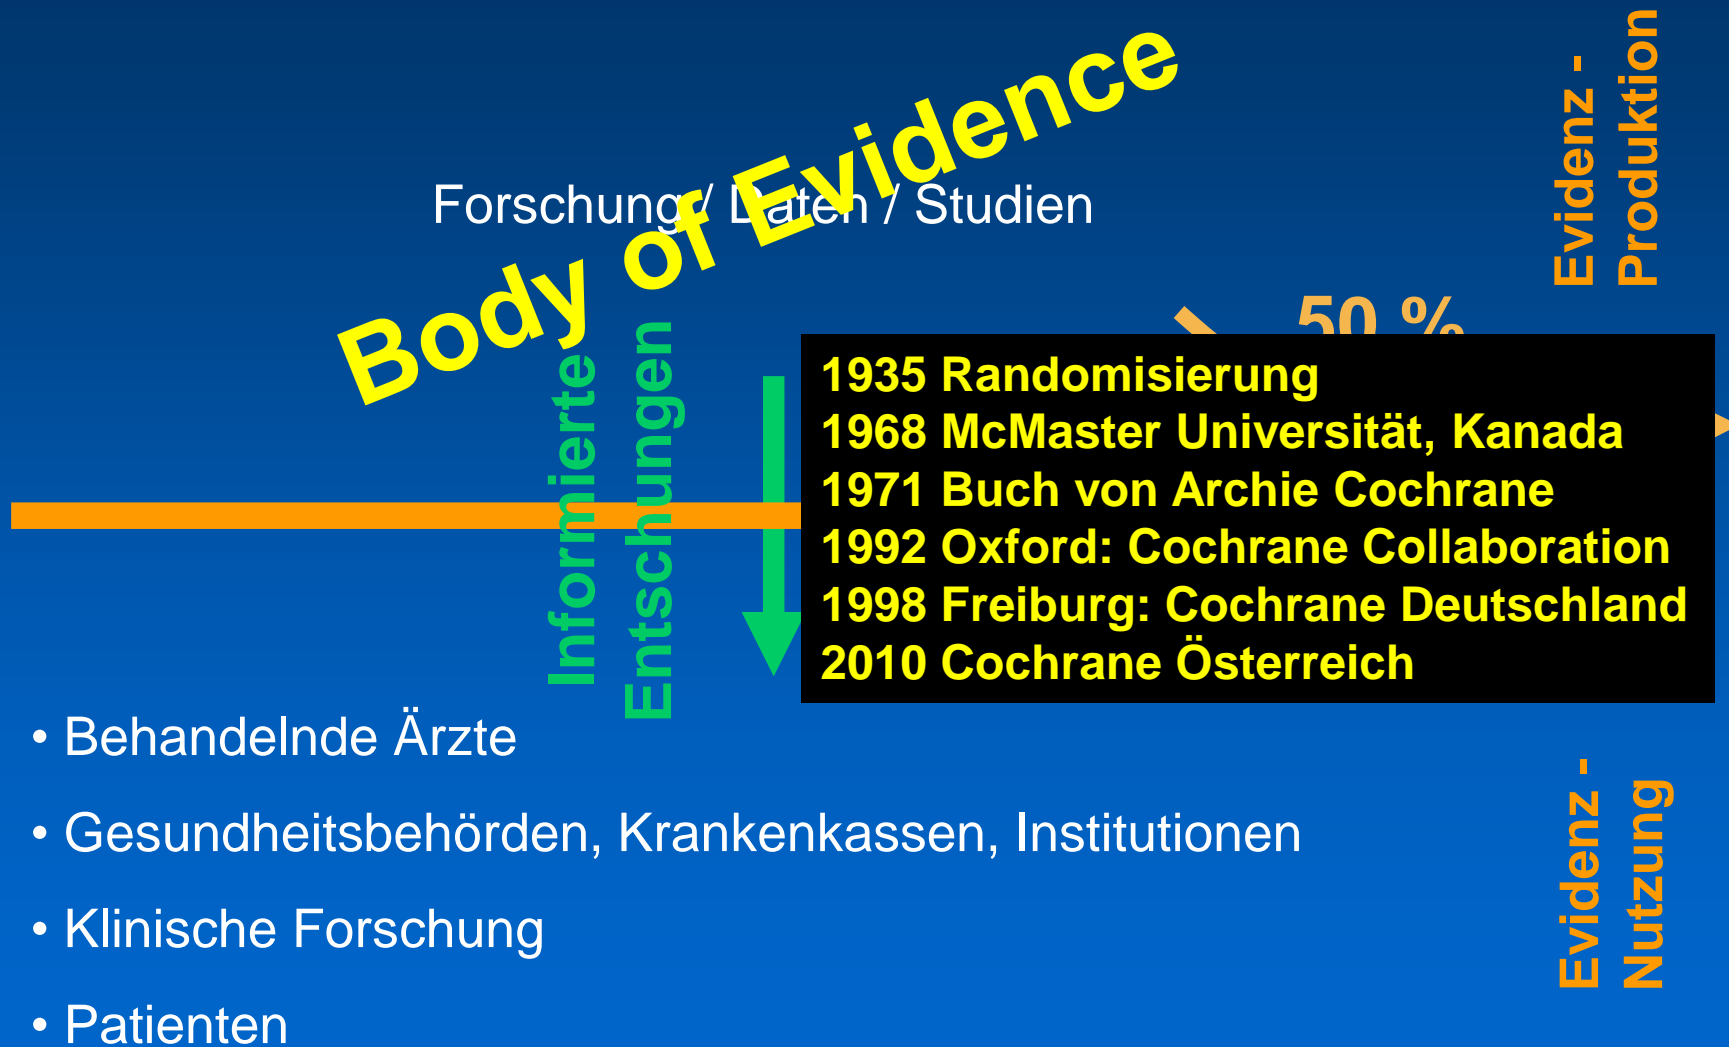 Body of Evidence
Forschung / Daten / Studien
Evidenz -
Produktion
50 %
Informierte
Entschungen
1935 Randomisierung
1968 McMaster Universität, Kanada
1971 Buch von Archie Cochrane
1992 Oxford: Cochrane Collaboration
1998 Freiburg: Cochrane Deutschland
2010 Cochrane Österreich
• Behandelnde Ärzte
• Gesundheitsbehörden, Krankenkassen, Institutionen
• Klinische Forschung
• Patienten
Evidenz -
Nutzung